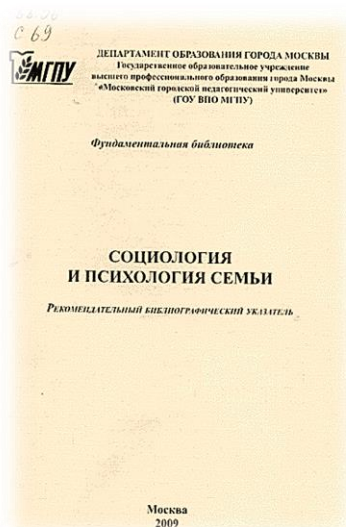 С 69
МГПУ
ДЕПАРТАМЕНТ ОБРАЗОВАНИЯ ГОРОДА МОСКВЫ
Государственное образовательное учреждение
высшего профессионального образования города Москвы
«Московский городской педагогический университет»
(ГОУ ВПО МГПУ)
Фундаментальная библиотека
СОЦИОЛОГИЯ
И ПСИХОЛОГИЯ СЕМЬИ
РЕКОМЕНДАТЕЛЬНЫЙ БИБЛИОГРАФИЧЕСКИЙ УКАЗАТЕЛЬ
Москва
2009